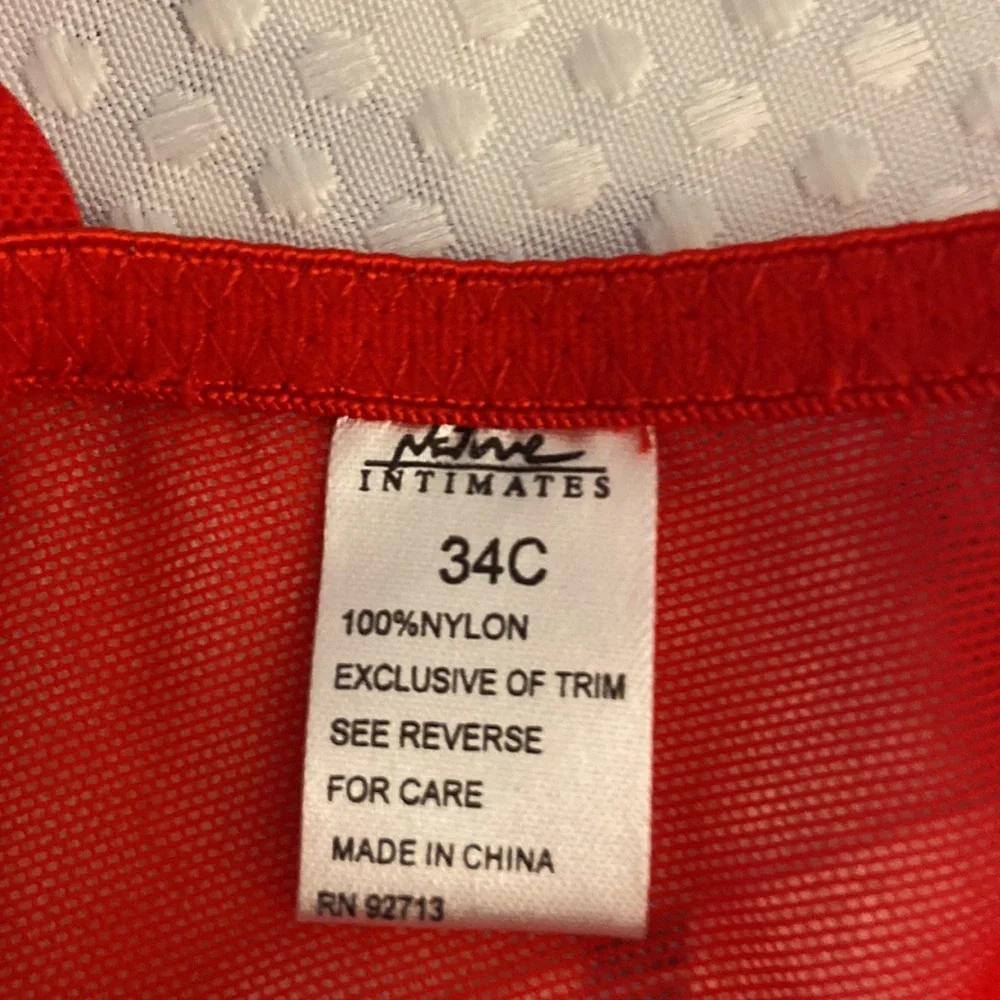 INTIMATES
34C
100%NYLON
EXCLUSIVE OF TRIM
SEE REVERSE
FOR CARE
MADE IN CHINA
RN 92713